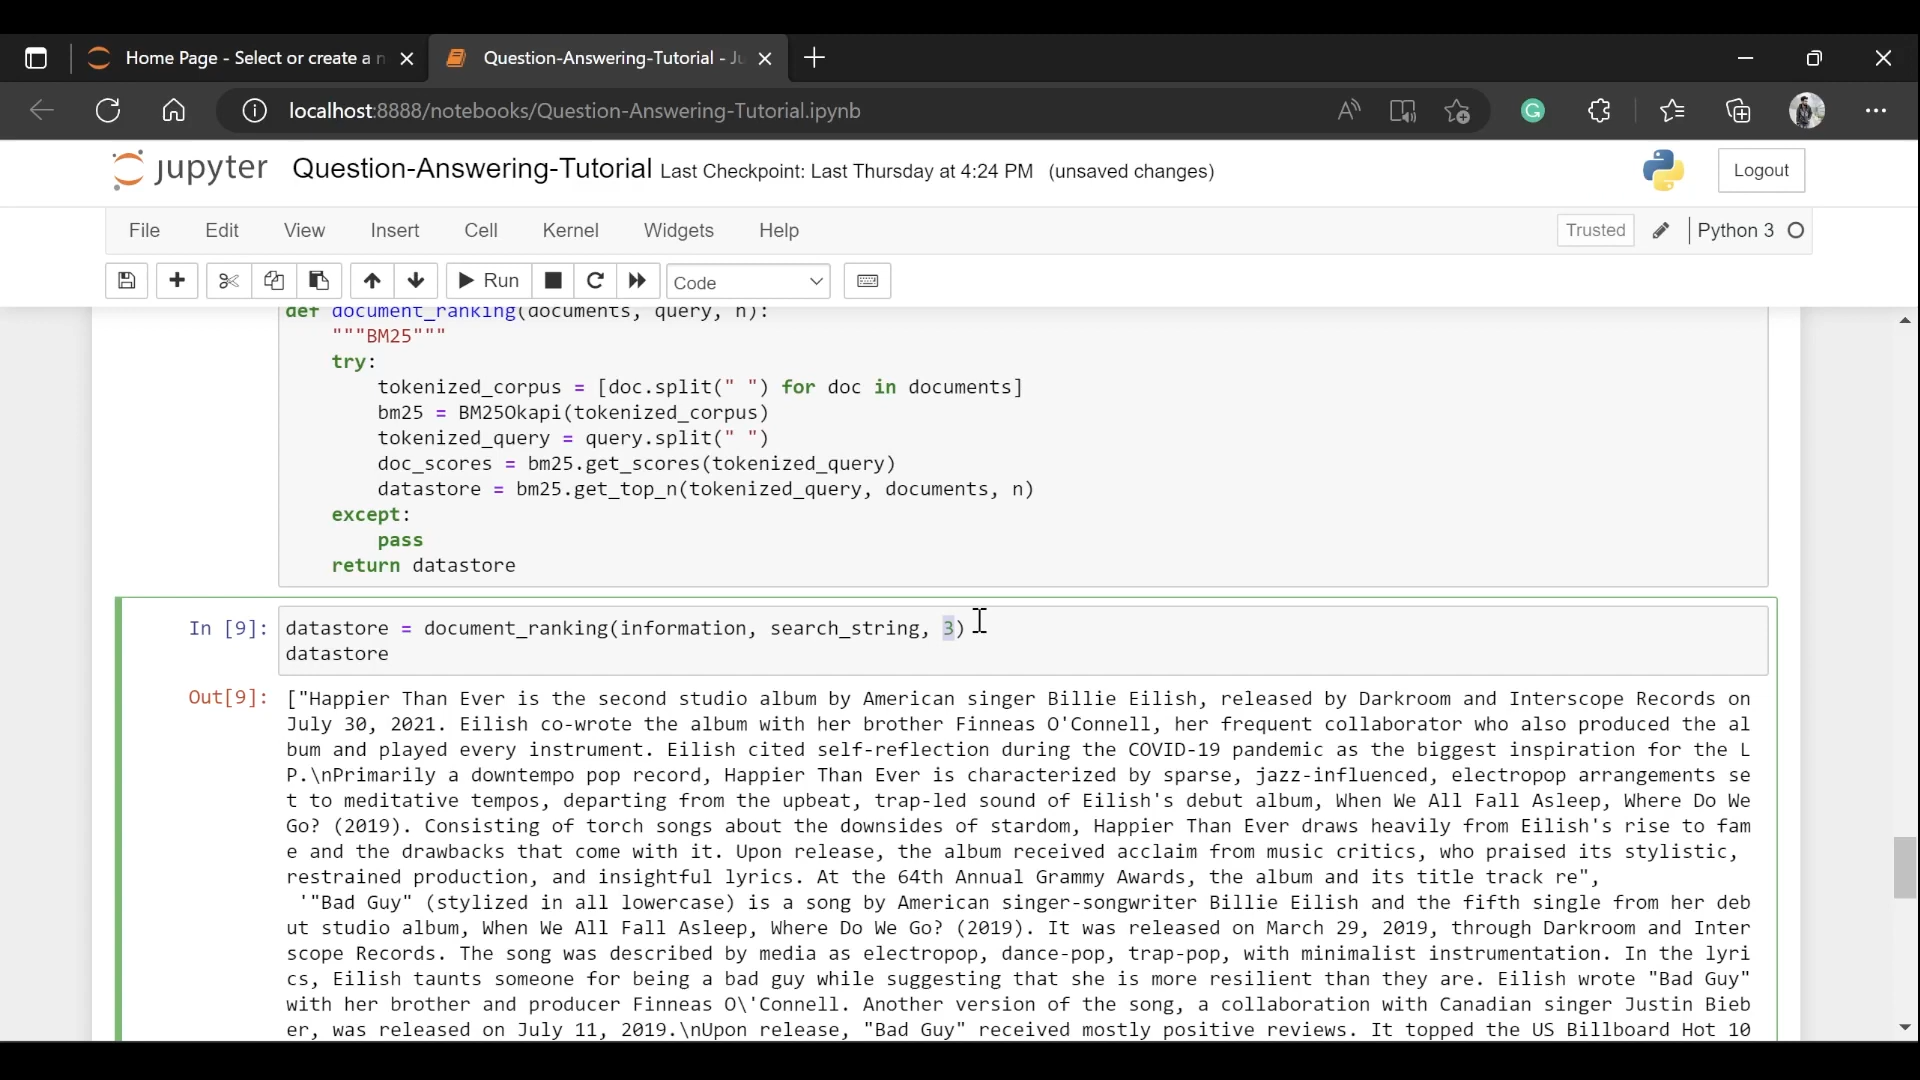 Home Page - Select or create a n
Question-Answering-Tutorial - Ju
localhost:8888/notebooks/Question-Answering-Tutorial.ipynb
jupyter Question-Answering-Tutorial Last Checkpoint: Last Thursday at 4:24 PM (unsaved changes)
Logout
File Edit View Insert Cell Kernel Widgets Help
Trusted
Python 3
Run
Code
def document_ranking(documents, query, n):
"""BM25"""
try:
tokenized_corpus = [doc.split(" ") for doc in documents]
bm25 = BM25Okapi(tokenized_corpus)
tokenized_query = query.split(" ")
doc_scores = bm25.get_scores(tokenized_query)
datastore = bm25.get_top_n(tokenized_query, documents, n)
except:
pass
return datastore
In [9]: datastore = document_ranking(information, search_string, 3)
datastore
Out[9]: ["Happier Than Ever is the second studio album by American singer Billie Eilish, released by Darkroom and Interscope Records on
July 30, 2021. Eilish co-wrote the album with her brother Finneas O'Connell, her frequent collaborator who also produced the al
bum and played every instrument. Eilish cited self-reflection during the COVID-19 pandemic as the biggest inspiration for the L
P.\nPrimarily a downtempo pop record, Happier Than Ever is characterized by sparse, jazz-influenced, electropop arrangements se
t to meditative tempos, departing from the upbeat, trap-led sound of Eilish's debut album, When We All Fall Asleep, Where Do We
Go? (2019). Consisting of torch songs about the downsides of stardom, Happier Than Ever draws heavily from Eilish's rise to fam
e and the drawbacks that come with it. Upon release, the album received acclaim from music critics, who praised its stylistic,
restrained production, and insightful lyrics. At the 64th Annual Grammy Awards, the album and its title track re",
'"Bad Guy" (stylized in all lowercase) is a song by American singer-songwriter Billie Eilish and the fifth single from her deb
ut studio album, When We All Fall Asleep, Where Do We Go? (2019). It was released on March 29, 2019, through Darkroom and Inter
scope Records. The song was described by media as electropop, dance-pop, trap-pop, with minimalist instrumentation. In the lyri
cs, Eilish taunts someone for being a bad guy while suggesting that she is more resilient than they are. Eilish wrote "Bad Guy"
with her brother and producer Finneas O\'Connell. Another version of the song, a collaboration with Canadian singer Justin Bieb
er, was released on July 11, 2019.\nUpon release, "Bad Guy" received mostly positive reviews. It topped the US Billboard Hot 10